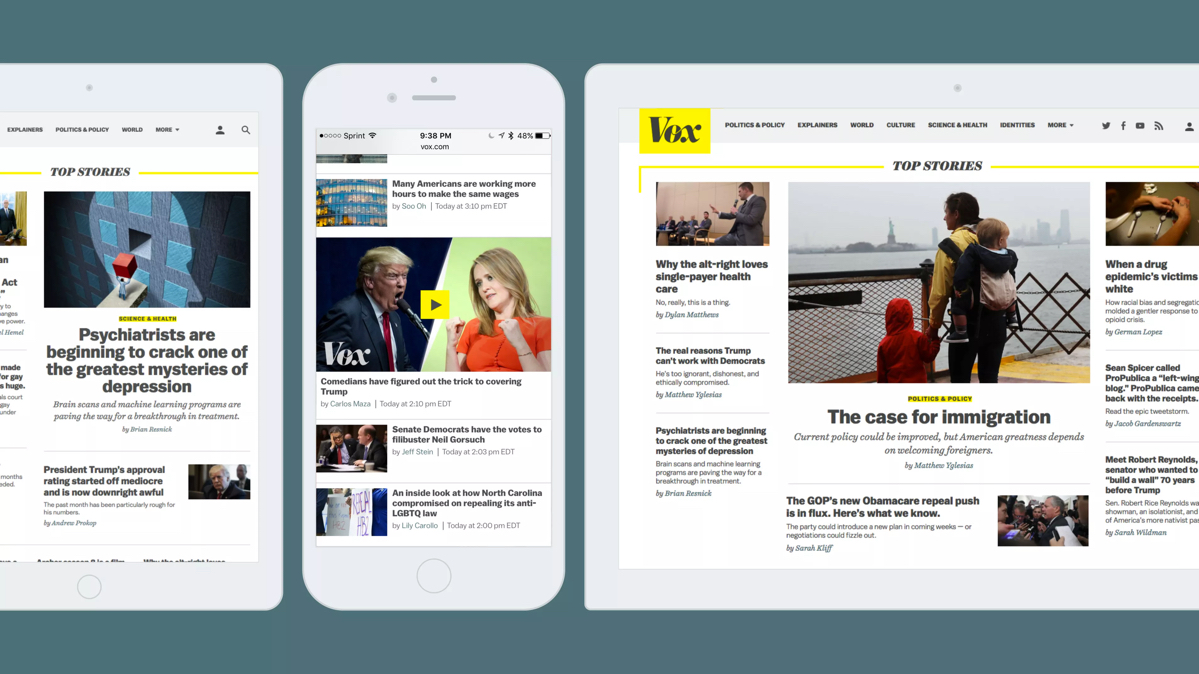 EXPLAINERS POLITICS & POLICY WORLD MORE
TOP STORIES
an
Act
”
y to
hanges
e power.
el Hemel
made
for gay
s huge.
als court
gay
under
months
eded.
SCIENCE & HEALTH
Psychiatrists are
beginning to crack one of
the greatest mysteries of
depression
Brain scans and machine learning programs are
paving the way for a breakthrough in treatment.
by Brian Resnick
President Trump’s approval
rating started off mediocre
and is now downright awful
The past month has been particularly rough for
his numbers.
by Andrew Prokop
Sprint 9:38 PM 48%
vox.com
Many Americans are working more
hours to make the same wages
by Soo Oh | Today at 3:10 pm EDT
Vox
Comedians have figured out the trick to covering
Trump
by Carlos Maza | Today at 2:10 pm EDT
Senate Democrats have the votes to
filibuster Neil Gorsuch
by Jeff Stein | Today at 2:03 pm EDT
An inside look at how North Carolina
compromised on repealing its anti-
LGBTQ law
by Lily Carollo | Today at 2:00 pm EDT
Vox
POLITICS & POLICY EXPLAINERS WORLD CULTURE SCIENCE & HEALTH IDENTITIES MORE
TOP STORIES
Why the alt-right loves
single-payer health
care
No, really, this is a thing.
by Dylan Matthews
The real reasons Trump
can’t work with Democrats
He’s too ignorant, dishonest, and
ethically compromised.
by Matthew Yglesias
Psychiatrists are beginning
to crack one of the greatest
mysteries of depression
Brain scans and machine learning
programs are paving the way for a
breakthrough in treatment.
by Brian Resnick
POLITICS & POLICY
The case for immigration
Current policy could be improved, but American greatness depends
on welcoming foreigners.
by Matthew Yglesias
The GOP’s new Obamacare repeal push
is in flux. Here’s what we know.
The party could introduce a new plan in coming weeks — or
negotiations could fizzle out.
by Sarah Kliff
When a drug
epidemic’s victims
white
How racial bias and segregatio
molded a gentler response to
opioid crisis.
by German Lopez
Sean Spicer called
ProPublica a “left-wing
blog.” ProPublica came
back with the receipts.
Read the epic tweetstorm.
by Jacob Gardenswartz
Meet Robert Reynolds,
senator who wanted to
“build a wall” 70 years
before Trump
Sen. Robert Rice Reynolds wa
showman, an isolationist, and
of America’s more nativist pa
by Sarah Wildman